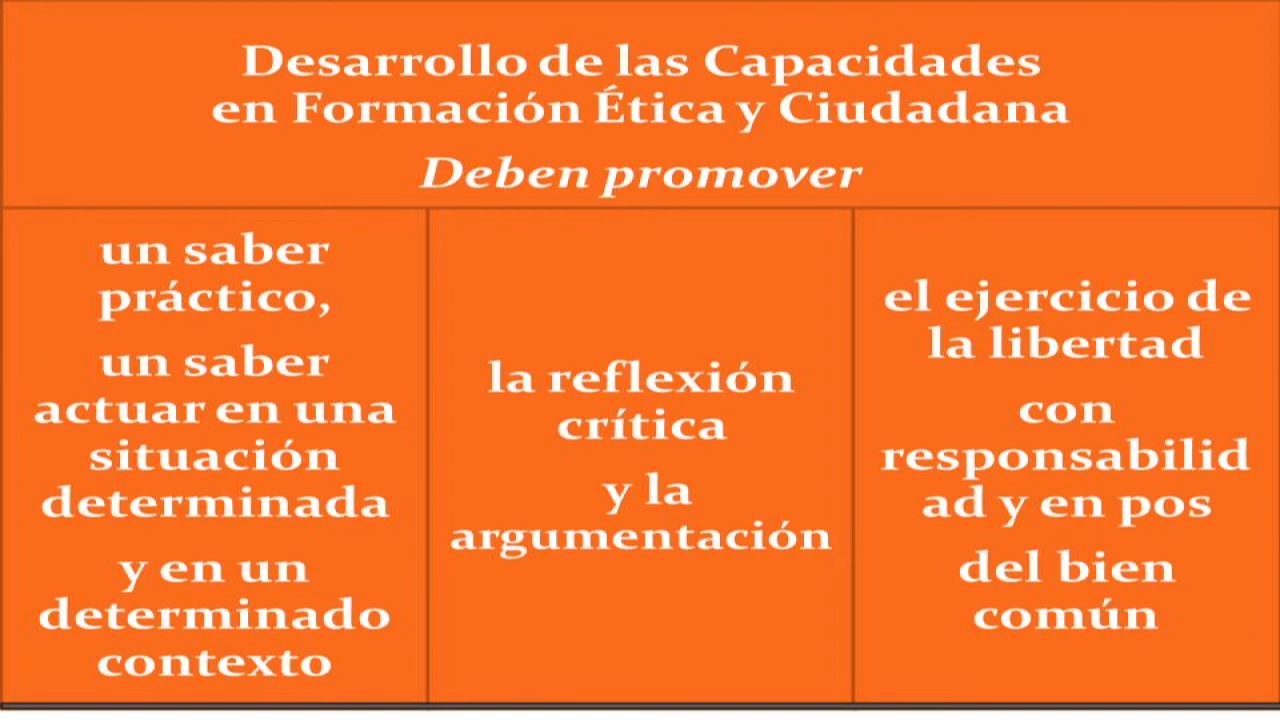 Desarrollo de las Capacidades
en Formación Ética y Ciudadana
Deben promover
un saber
práctico,
un saber
actuar en una
situación
determinada
y en un
determinado
contexto
la reflexión
crítica
y la
argumentación
el ejercicio de
la libertad
con
responsabilid
ad y en pos
del bien
común